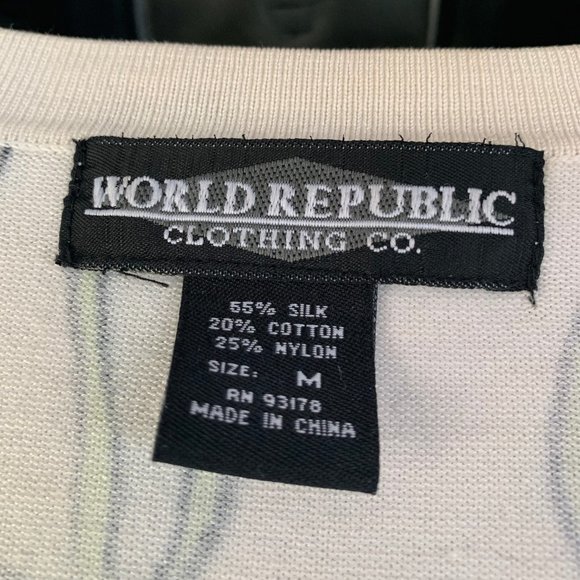 WORLD REPUBLIC
CLOTHING CO.
55% SILK
20% COTTON
25% NYLON
SIZE: M
RN 93178
MADE IN CHINA